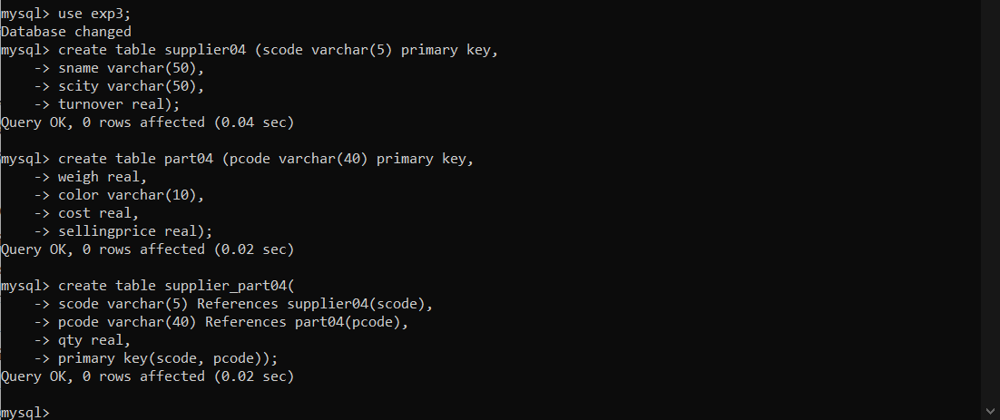 mysql> use exp3;
Database changed
mysql> create table supplier04 (scode varchar(5) primary key,
    -> sname varchar(50),
    -> scity varchar(50),
    -> turnover real);
Query OK, 0 rows affected (0.04 sec)

mysql> create table part04 (pcode varchar(40) primary key,
    -> weigh real,
    -> color varchar(10),
    -> cost real,
    -> sellingprice real);
Query OK, 0 rows affected (0.02 sec)

mysql> create table supplier_part04(
    -> scode varchar(5) References supplier04(scode),
    -> pcode varchar(40) References part04(pcode),
    -> qty real,
    -> primary key(scode, pcode));
Query OK, 0 rows affected (0.02 sec)

mysql>